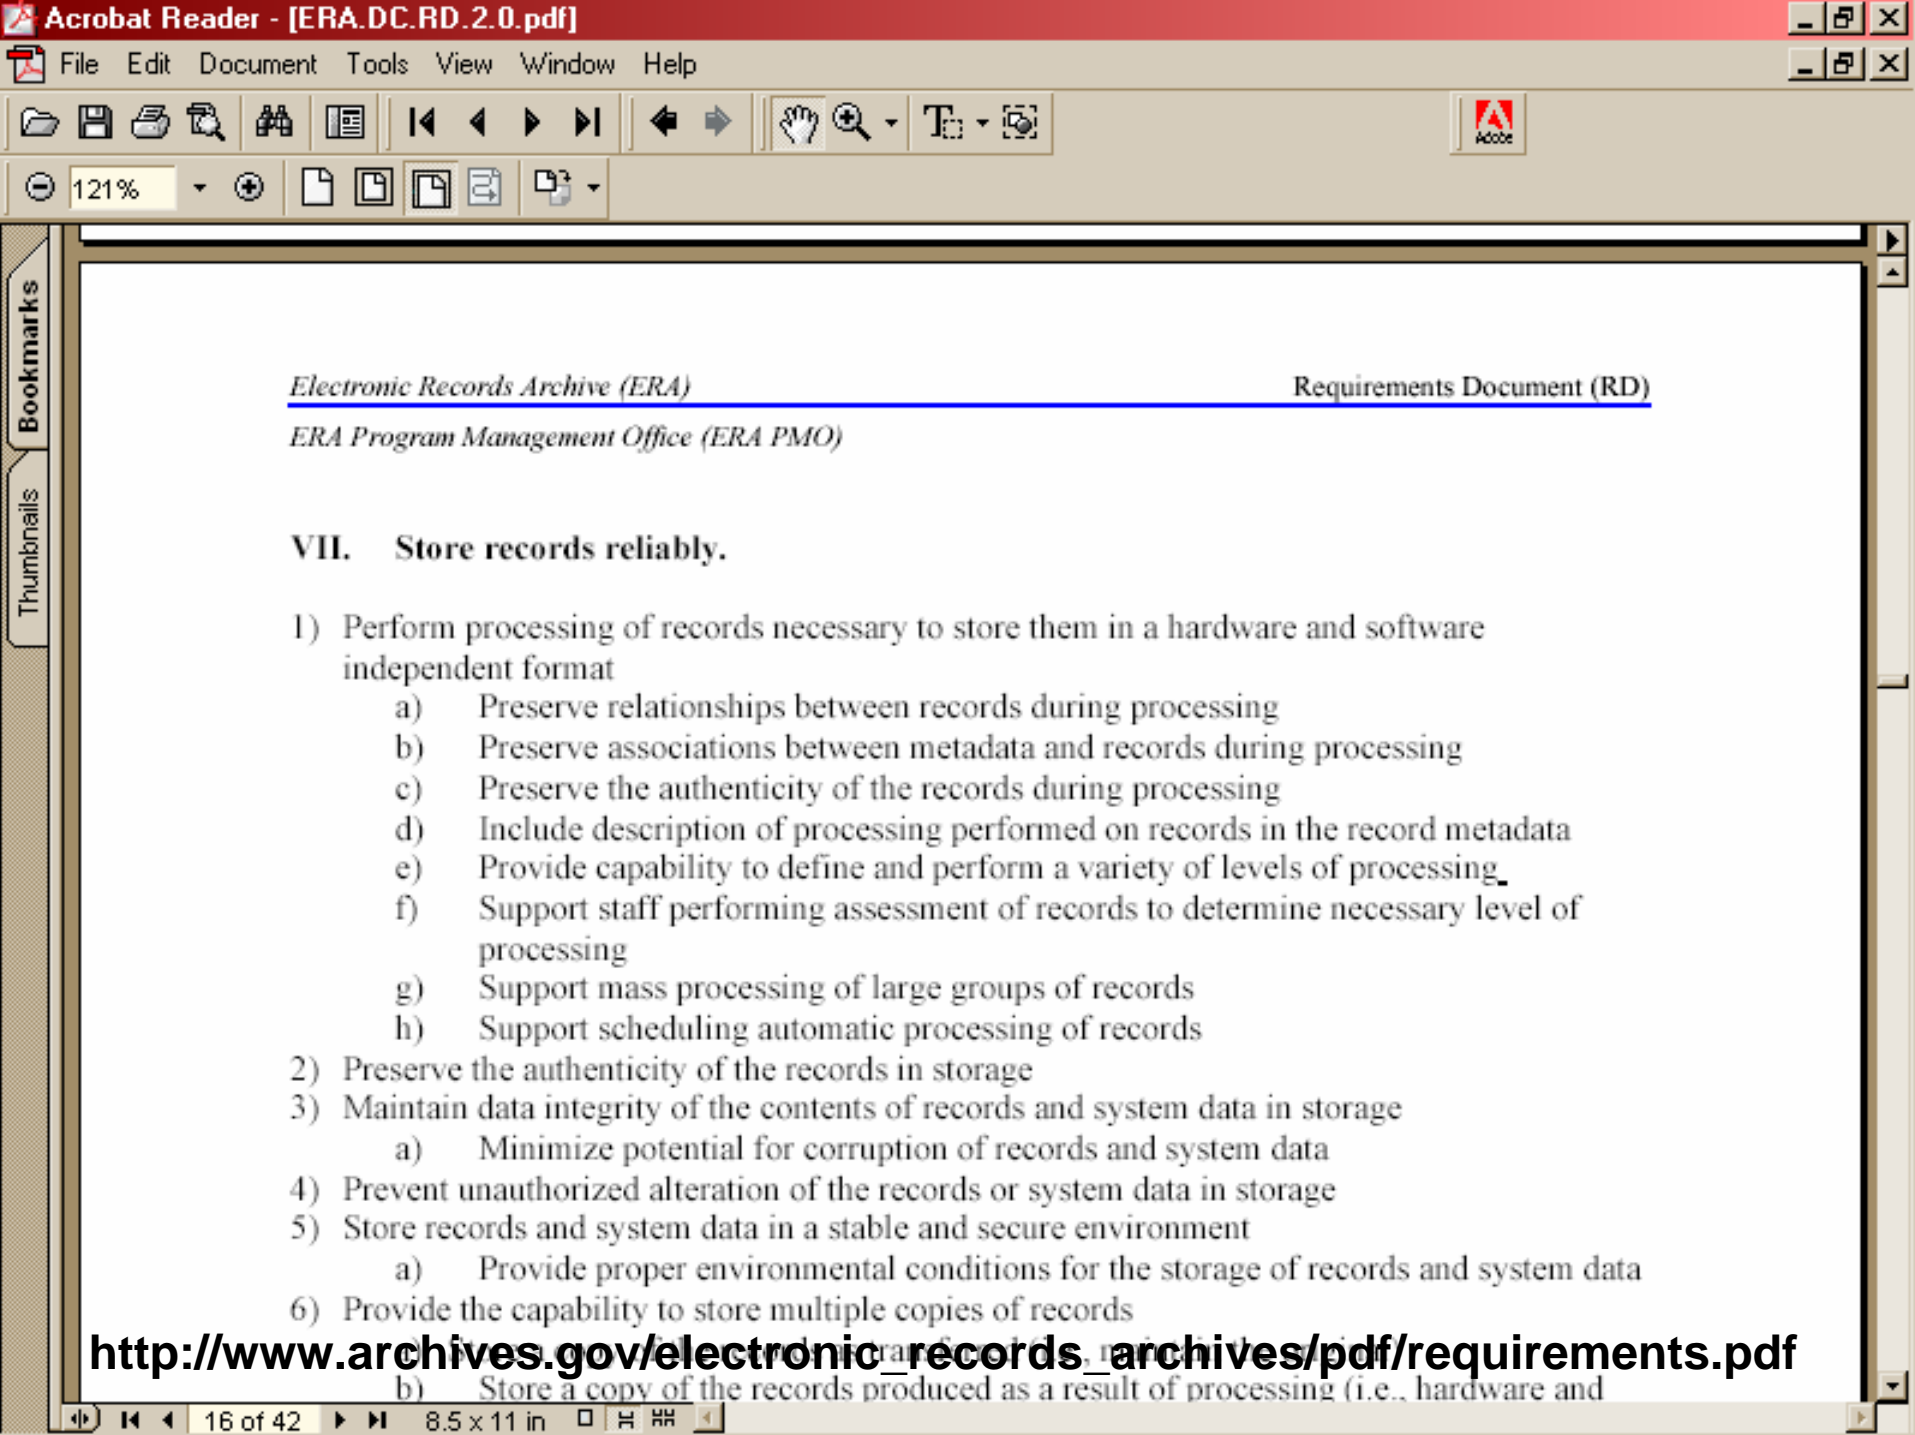 Acrobat Reader - [ERA.DC.RD.2.0.pdf]
File Edit Document Tools View Window Help
Adobe
121%
Bookmarks
Thumbnails
Electronic Records Archive (ERA) Requirements Document (RD)
ERA Program Management Office (ERA PMO)
VII. Store records reliably.
1) Perform processing of records necessary to store them in a hardware and software
independent format
a) Preserve relationships between records during processing
b) Preserve associations between metadata and records during processing
c) Preserve the authenticity of the records during processing
d) Include description of processing performed on records in the record metadata
e) Provide capability to define and perform a variety of levels of processing
f) Support staff performing assessment of records to determine necessary level of
processing
g) Support mass processing of large groups of records
h) Support scheduling automatic processing of records
2) Preserve the authenticity of the records in storage
3) Maintain data integrity of the contents of records and system data in storage
a) Minimize potential for corruption of records and system data
4) Prevent unauthorized alteration of the records or system data in storage
5) Store records and system data in a stable and secure environment
a) Provide proper environmental conditions for the storage of records and system data
6) Provide the capability to store multiple copies of records
http://www.archives.gov/electronic_records_archives/pdf/requirements.pdf
b) Store a copy of the records produced as a result of processing (i.e., hardware and
16 of 42 8.5 x 11 in